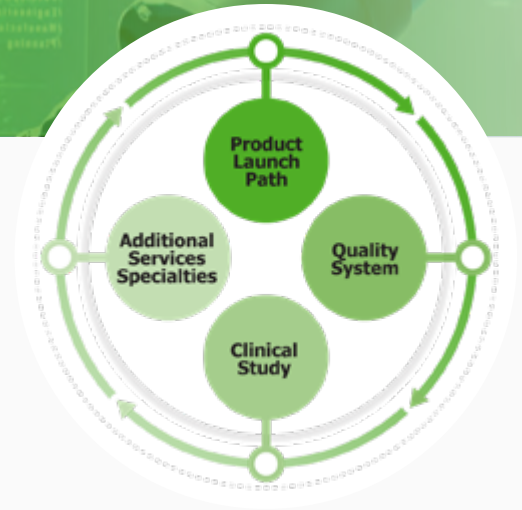 Product
Launch
Path
Additional
Services
Specialties
Quality
System
Clinical
Study